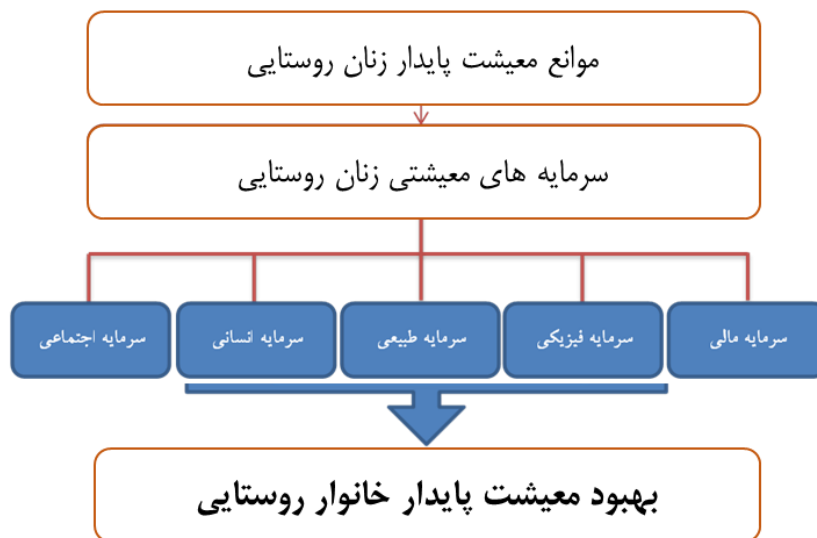 موانع معیشت پایدار زنان روستایی
سرمایه های معیشتی زنان روستایی
سرمایه مالی
سرمایه فیزیکی
سرمایه طبیعی
سرمایه انسانی
سرمایه اجتماعی
بهبود معیشت پایدار خانوار روستایی